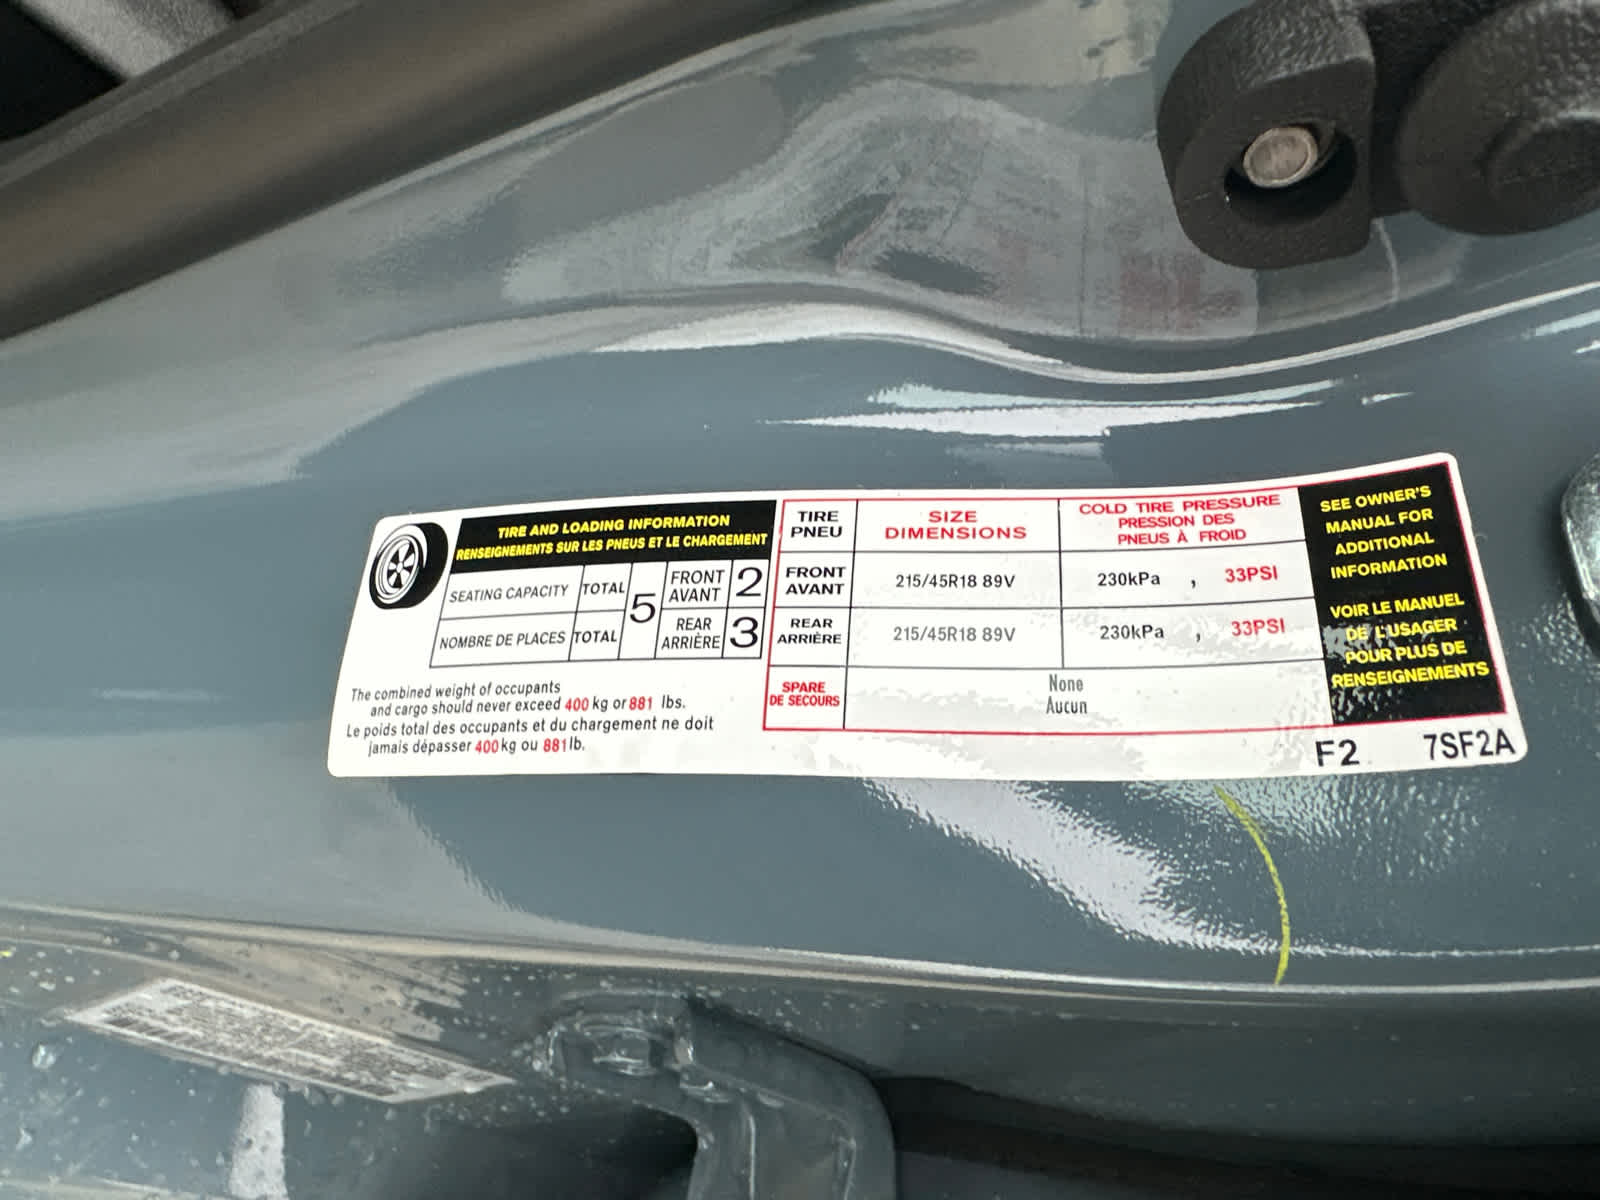 TIRE AND LOADING INFORMATION
RENSEIGNEMENTS SUR LES PNEUS ET LE CHARGEMENT
SEATING CAPACITY TOTAL 5 FRONT AVANT 2
NOMBRE DE PLACES TOTAL REAR ARRIÈRE 3
The combined weight of occupants
and cargo should never exceed 400 kg or 881 lbs.
Le poids total des occupants et du chargement ne doit
jamais dépasser 400 kg ou 881 lb.
TIRE PNEU SIZE DIMENSIONS COLD TIRE PRESSURE PRESSION DES PNEUS À FROID
FRONT AVANT 215/45R18 89V 230kPa , 33PSI
REAR ARRIÈRE 215/45R18 89V 230kPa , 33PSI
SPARE DE SECOURS None Aucun
SEE OWNER'S
MANUAL FOR
ADDITIONAL
INFORMATION
VOIR LE MANUEL
DE L'USAGER
POUR PLUS DE
RENSEIGNEMENTS
F2 7SF2A